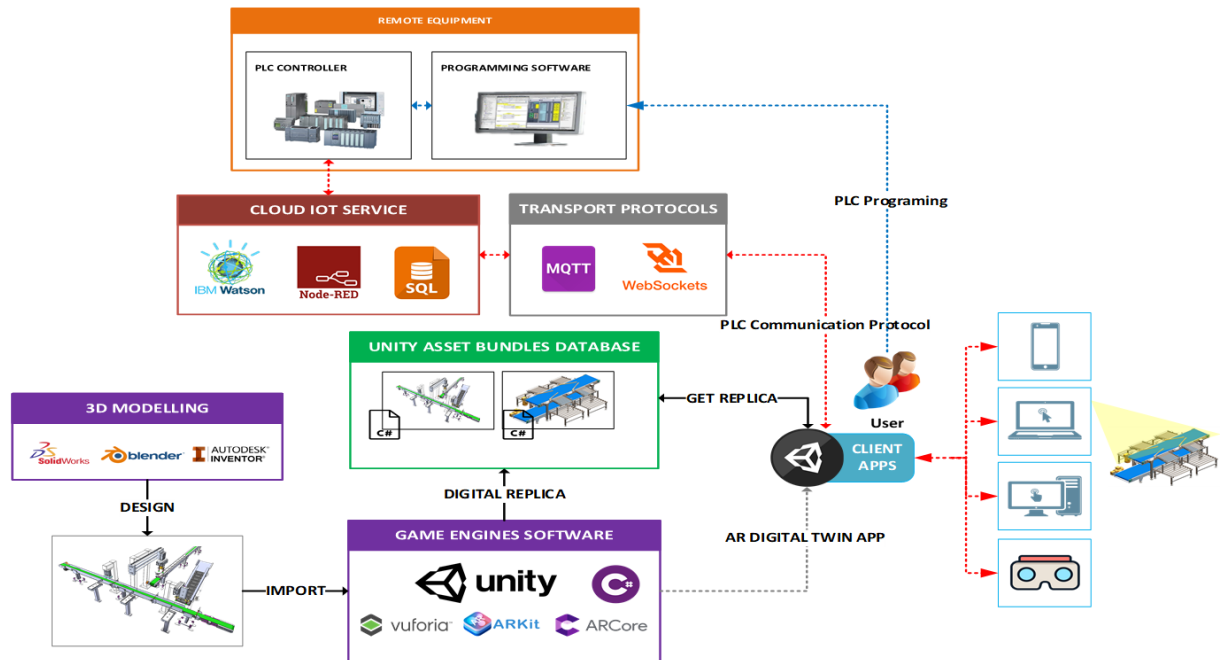 REMOTE EQUIPMENT
PLC CONTROLLER
PROGRAMMING SOFTWARE
CLOUD IOT SERVICE
IBM Watson
Node-RED
SQL
TRANSPORT PROTOCOLS
MQTT
WebSockets
PLC Programing
PLC Communication Protocol
UNITY ASSET BUNDLES DATABASE
C#
C#
GET REPLICA
User
CLIENT
APPS
3D MODELLING
SolidWorks
blender
AUTODESK
INVENTOR
DESIGN
DIGITAL REPLICA
IMPORT
GAME ENGINES SOFTWARE
unity
C#
vuforia
ARKit
ARCore
AR DIGITAL TWIN APP